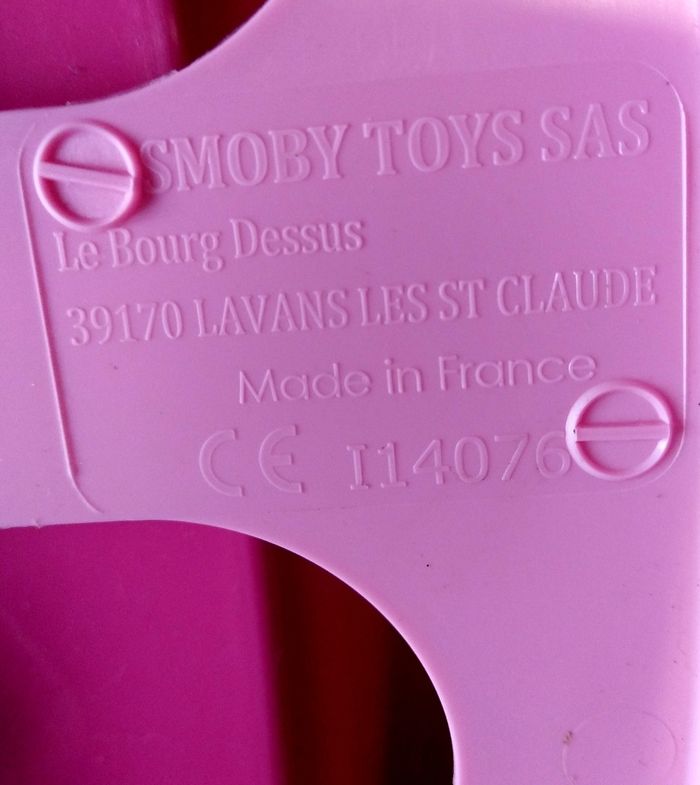 SMOBY TOYS SAS
Le Bourg Dessus
39170 LAVANS LES ST CLAUDE
Made in France
CE I14076